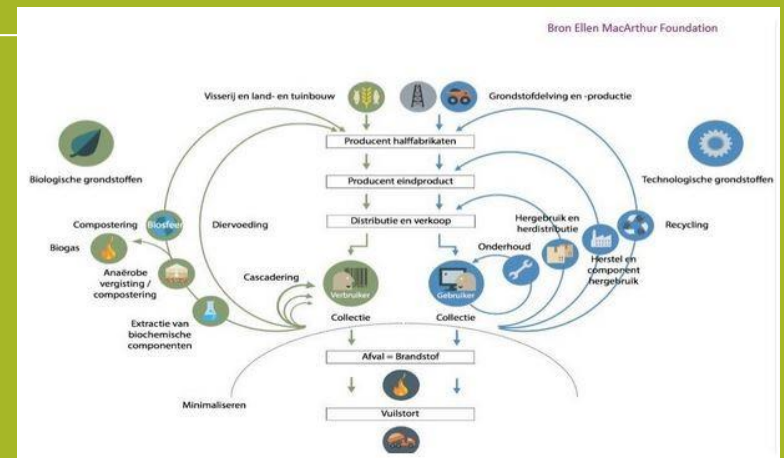 Bron Ellen MacArthur Foundation
Visserij en land- en tuinbouw
Grondstofdelving en -productie
Producent halffabrikaten
Biologische grondstoffen
Technologische grondstoffen
Producent eindproduct
Distributie en verkoop
Compostering
Biosfeer
Diervoeding
Hergebruik en
herdistributie
Recycling
Biogas
Onderhoud
Anaërobe
vergisting /
compostering
Cascadering
Herstel en
component
hergebruik
Verbruiker
Gebruiker
Extractie van
biochemische
componenten
Collectie
Collectie
Afval = Brandstof
Minimaliseren
Vuilstort